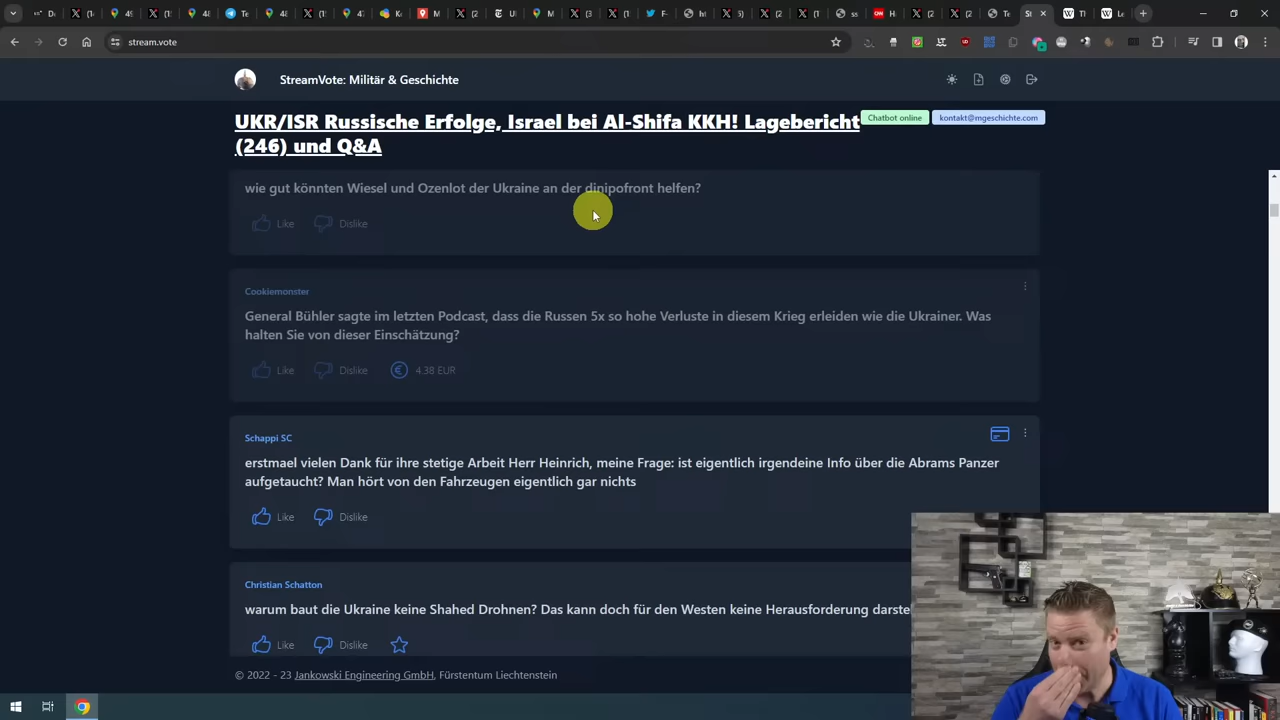 stream.vote
StreamVote: Militär & Geschichte
UKR/ISR Russische Erfolge, Israel bei Al-Shifa KKH! Lagebericht
(246) und Q&A
Chatbot online
kontakt@mgeschichte.com
wie gut könnten Wiesel und Ozenlot der Ukraine an der dinipofront helfen?
Like
Dislike
Cookiemonster
General Bühler sagte im letzten Podcast, dass die Russen 5x so hohe Verluste in diesem Krieg erleiden wie die Ukrainer. Was
halten Sie von dieser Einschätzung?
Like
Dislike
4.38 EUR
Schappi SC
erstmael vielen Dank für ihre stetige Arbeit Herr Heinrich, meine Frage: ist eigentlich irgendeine Info über die Abrams Panzer
aufgetaucht? Man hört von den Fahrzeugen eigentlich gar nichts
Like
Dislike
Christian Schatton
warum baut die Ukraine keine Shahed Drohnen? Das kann doch für den Westen keine Herausforderung darste
Like
Dislike
© 2022 - 23 Jankowski Engineering GmbH, Fürstentum Liechtenstein